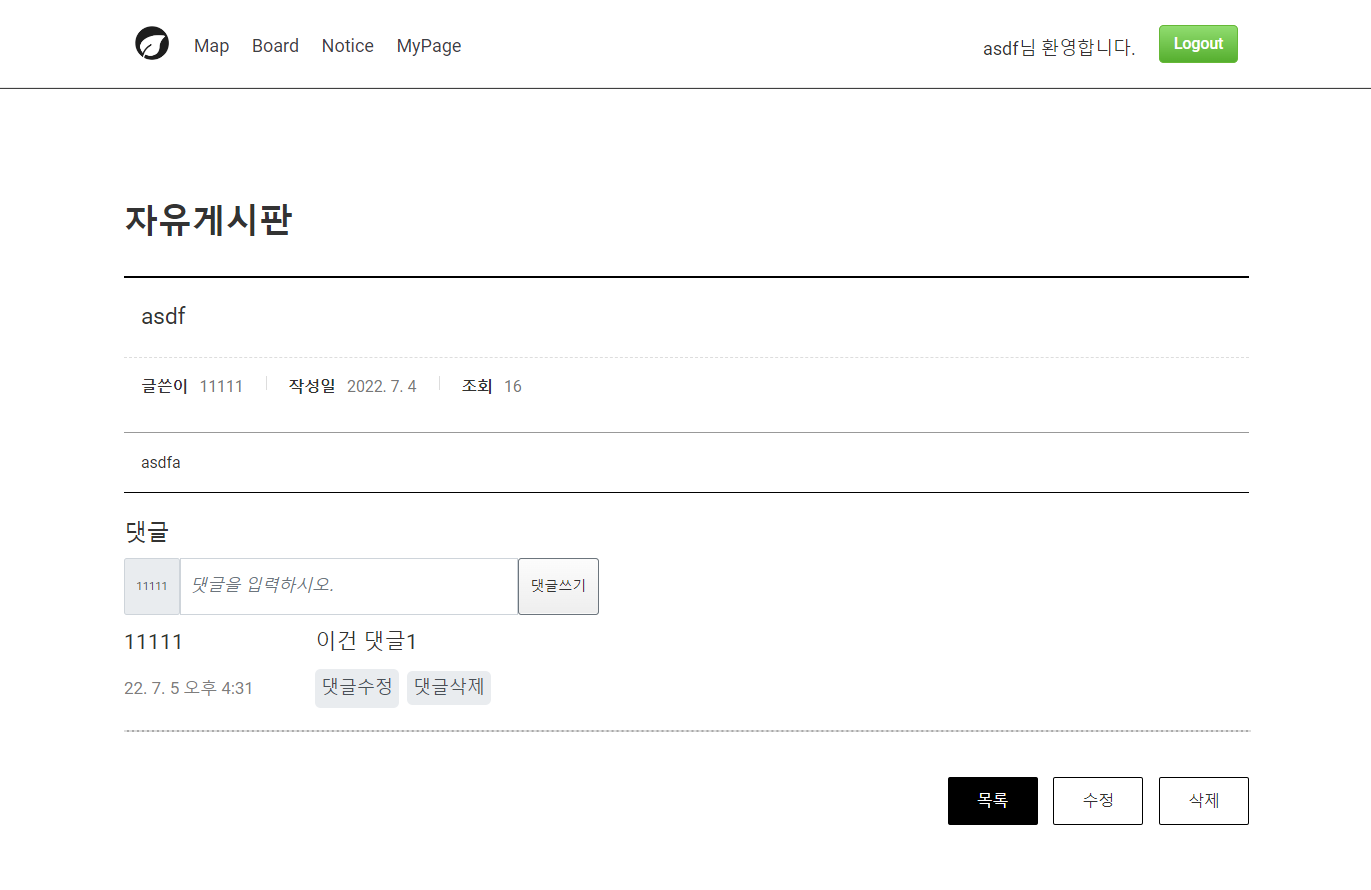 Map Board Notice MyPage asdf님 환영합니다. Logout
자유게시판
asdf
글쓴이 11111 작성일 2022. 7. 4 조회 16
asdfa
댓글
11111 댓글을 입력하시오. 댓글쓰기
11111 이건 댓글1
22. 7. 5 오후 4:31 댓글수정 댓글삭제
목록 수정 삭제